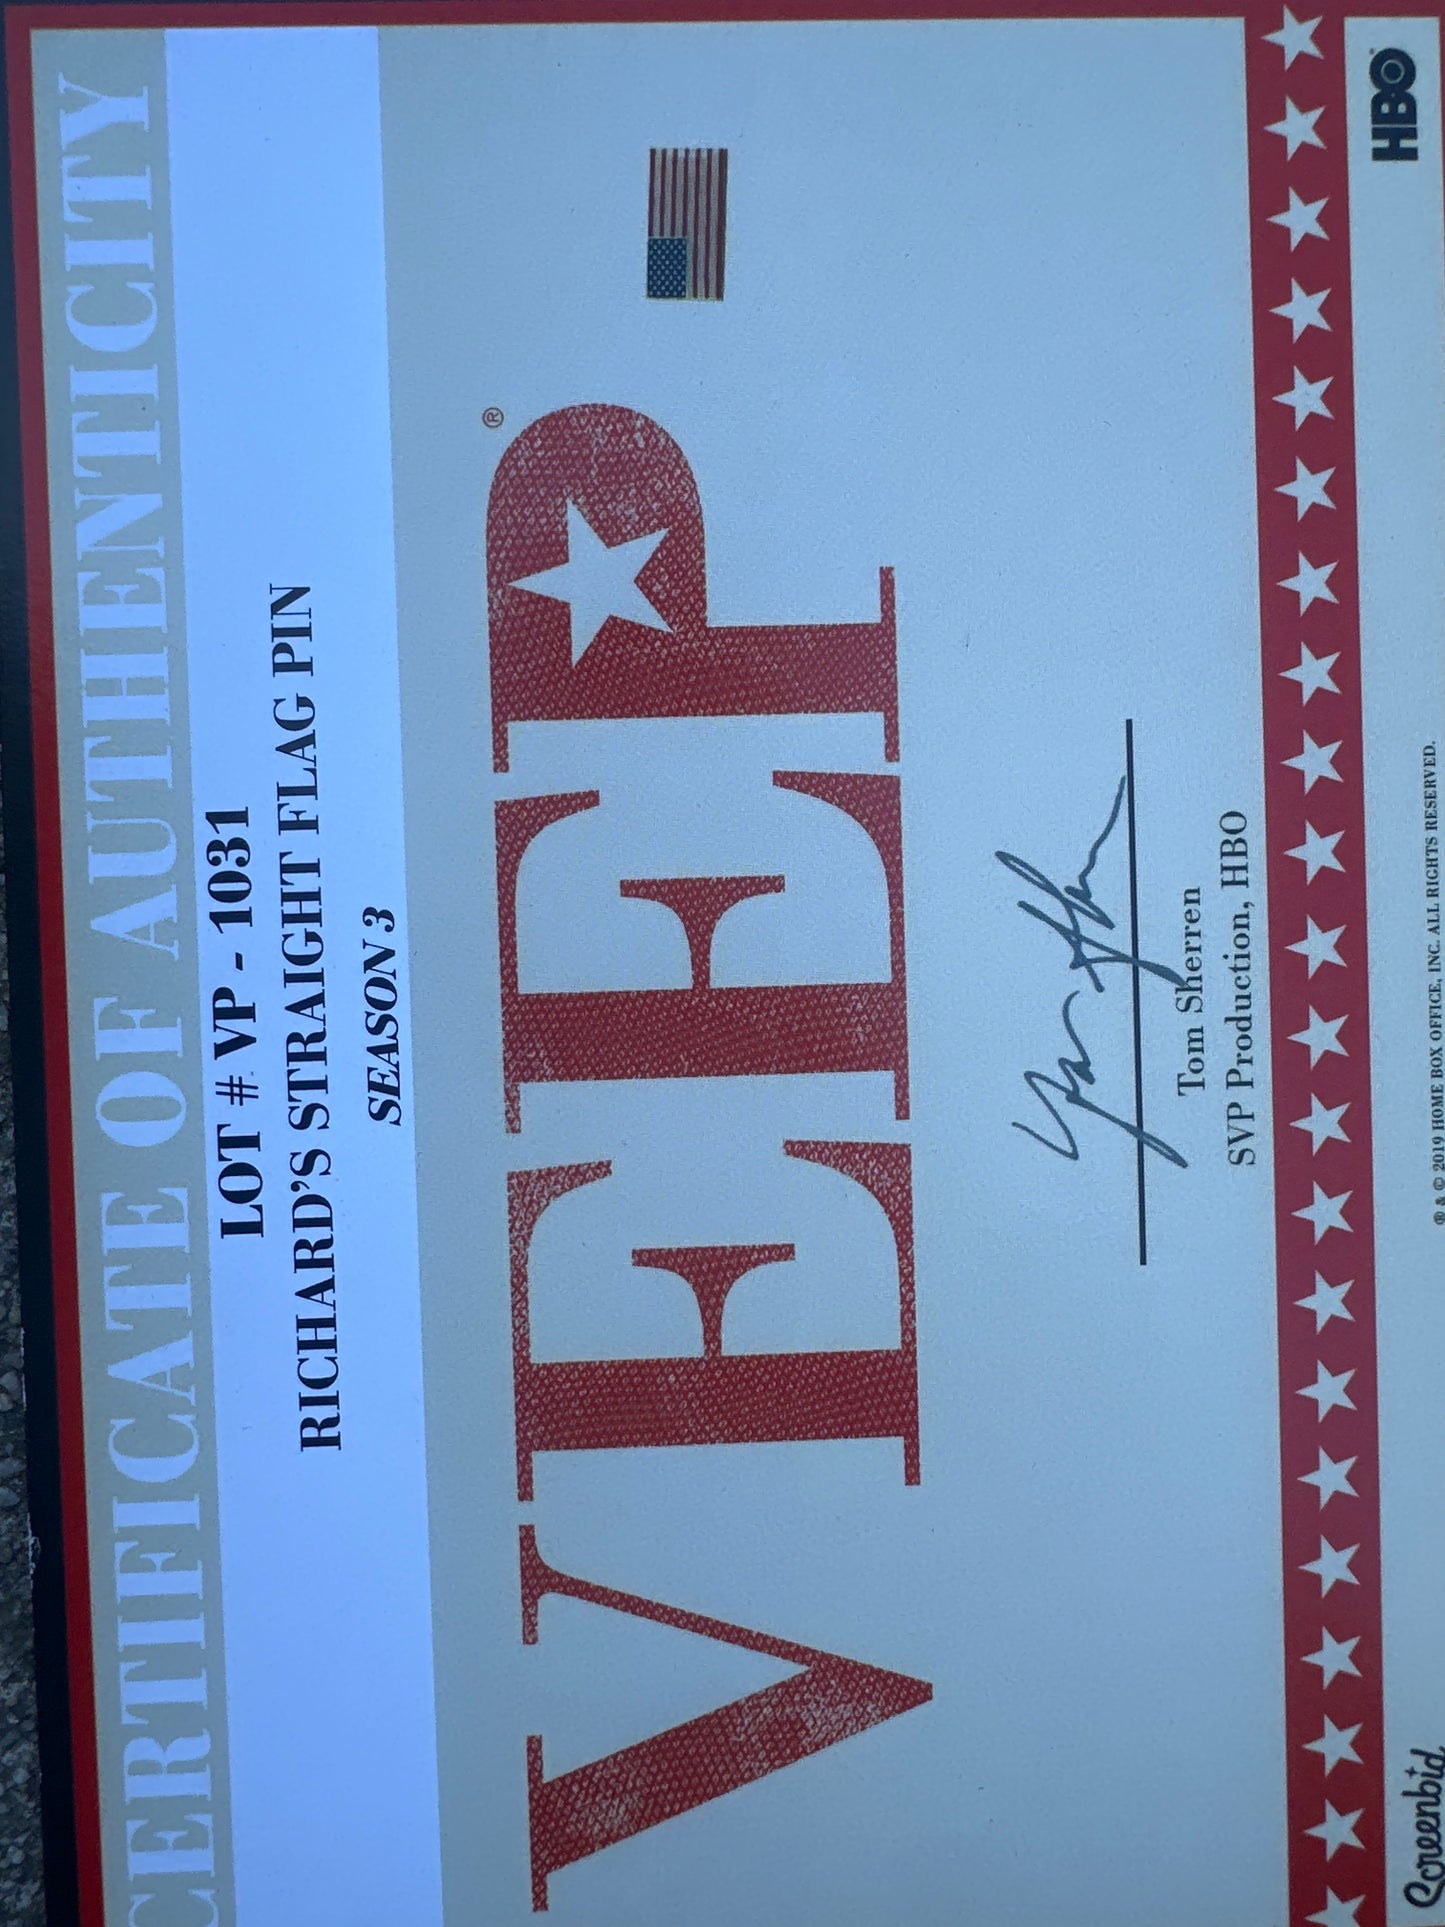 CERTIFICATE OF AUTHENTICITY
LOT # VP - 1031
RICHARD'S STRAIGHT FLAG PIN
SEASON 3
VEEP®
Tom Sherren
SVP Production, HBO
Screenbid
® & © 2019 HOME BOX OFFICE, INC. ALL RIGHTS RESERVED.
HBO